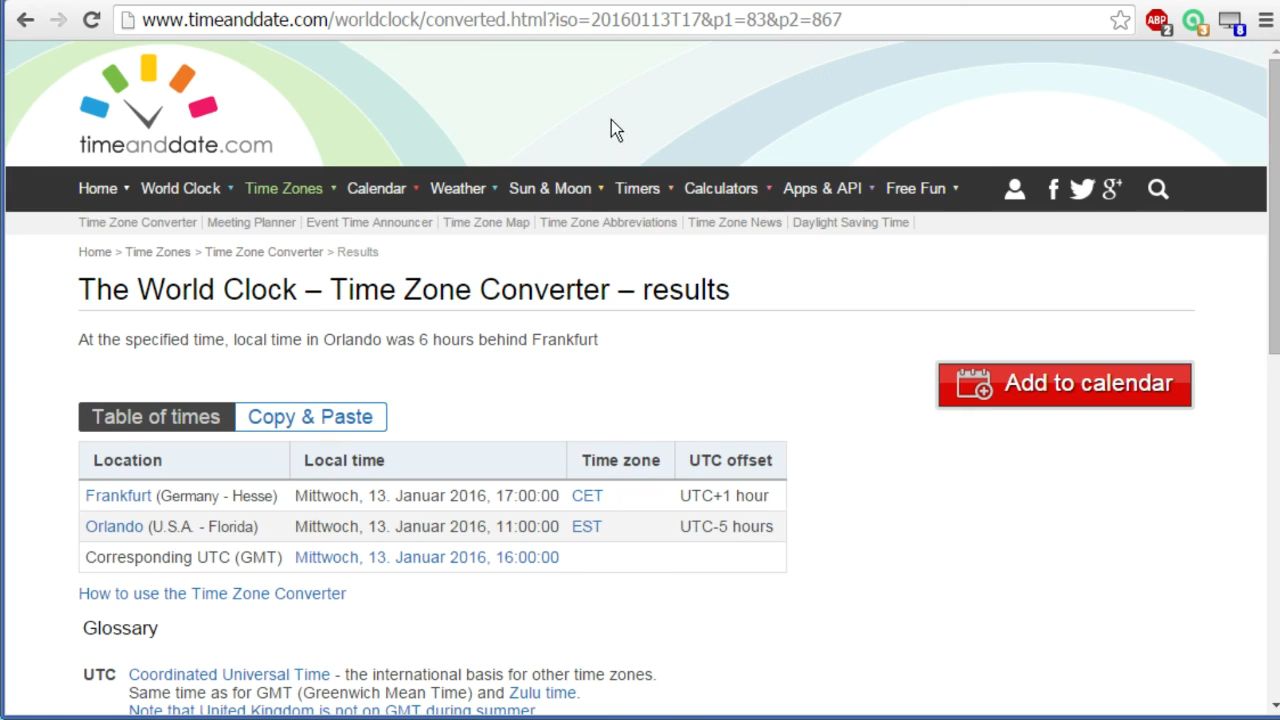 www.timeanddate.com/worldclock/converted.html?iso=20160113T17&p1=83&p2=867
ABP 2 3 8
timeanddate.com
Home World Clock Time Zones Calendar Weather Sun & Moon Timers Calculators Apps & API Free Fun f g+
Time Zone Converter | Meeting Planner | Event Time Announcer | Time Zone Map | Time Zone Abbreviations | Time Zone News | Daylight Saving Time |
Home > Time Zones > Time Zone Converter > Results
The World Clock – Time Zone Converter – results
At the specified time, local time in Orlando was 6 hours behind Frankfurt
Add to calendar
Table of times Copy & Paste
Location Local time Time zone UTC offset
Frankfurt (Germany - Hesse) Mittwoch, 13. Januar 2016, 17:00:00 CET UTC+1 hour
Orlando (U.S.A. - Florida) Mittwoch, 13. Januar 2016, 11:00:00 EST UTC-5 hours
Corresponding UTC (GMT) Mittwoch, 13. Januar 2016, 16:00:00
How to use the Time Zone Converter
Glossary
UTC Coordinated Universal Time - the international basis for other time zones.
Same time as for GMT (Greenwich Mean Time) and Zulu time.
Note that United Kingdom is not on GMT during summer.